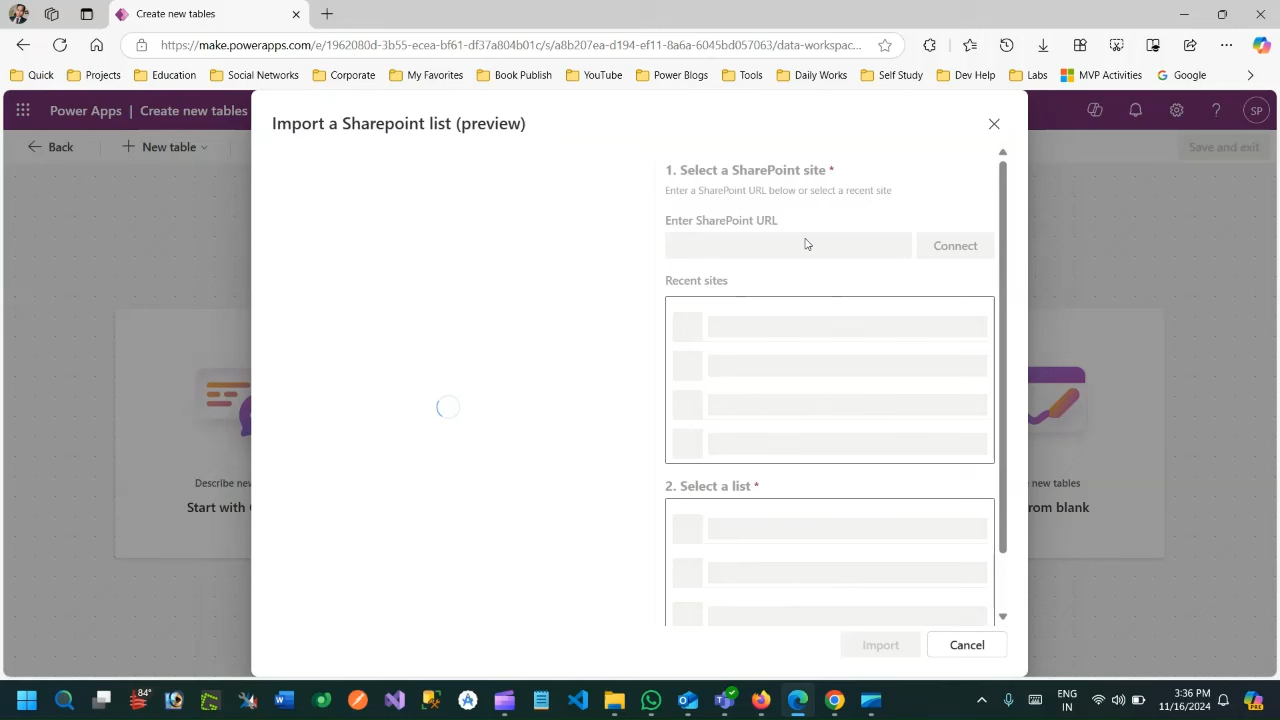 Create new tables
https://make.powerapps.com/e/1962080d-3b55-ecea-bf61-df37a804b01c/s/dcb207ea-d194-ef11-8a6a-6045bd057063/data-workspac...
Quick
Projects
Education
Social Networks
Corporate
My Favorites
Book Publish
YouTube
Power Blogs
Tools
Daily Works
Self Study
Dev Help
Labs
MVP Activities
Google
Power Apps | Create new tables
SP
Back
New table
Save and exit
Import a Sharepoint list (preview)
1. Select a SharePoint site *
Enter a SharePoint URL below or select a recent site
Enter SharePoint URL
Connect
Recent sites
2. Select a list *
Describe new
Start with
new tables
rom blank
Import
Cancel
84°
ENG
IN
3:36 PM
11/16/2024